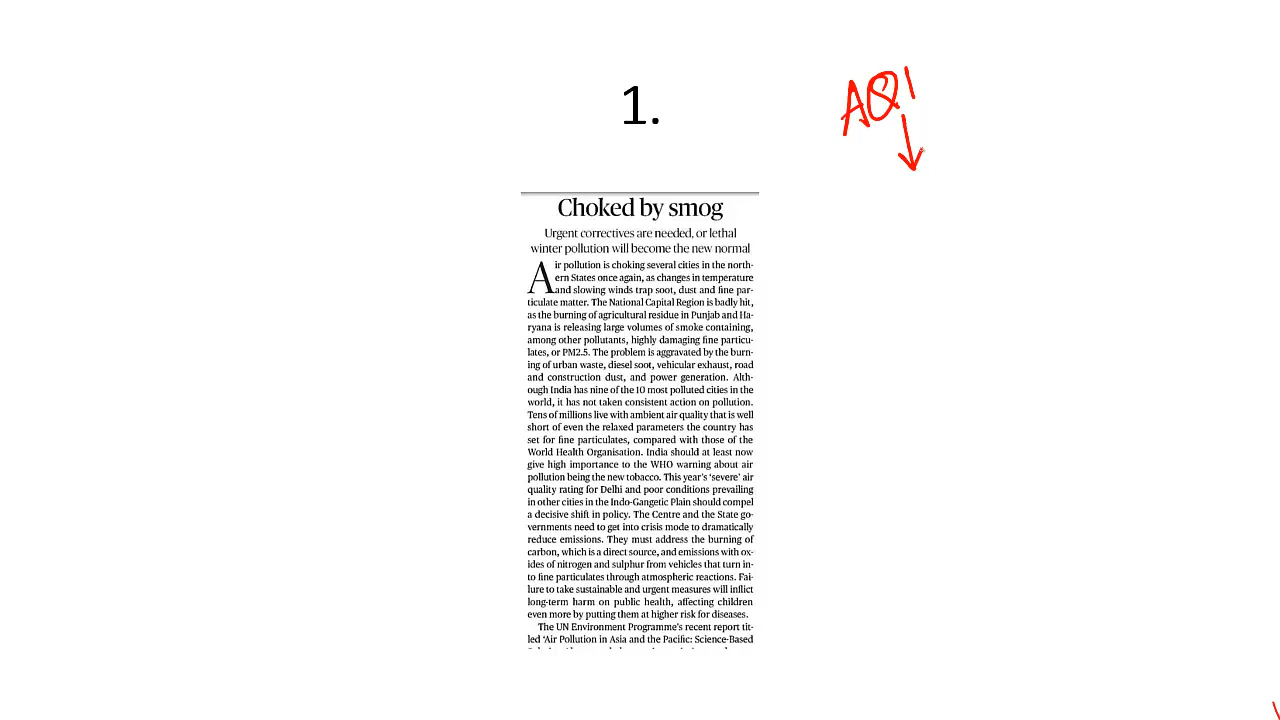 1.
AQI
Choked by smog
Urgent correctives are needed, or lethal
winter pollution will become the new normal
Air pollution is choking several cities in the north-
ern States once again, as changes in temperature
and slowing winds trap soot, dust and fine par-
ticulate matter. The National Capital Region is badly hit,
as the burning of agricultural residue in Punjab and Ha-
ryana is releasing large volumes of smoke containing,
among other pollutants, highly damaging fine particu-
lates, or PM2.5. The problem is aggravated by the burn-
ing of urban waste, diesel soot, vehicular exhaust, road
and construction dust, and power generation. Alth-
ough India has nine of the 10 most polluted cities in the
world, it has not taken consistent action on pollution.
Tens of millions live with ambient air quality that is well
short of even the relaxed parameters the country has
set for fine particulates, compared with those of the
World Health Organisation. India should at least now
give high importance to the WHO warning about air
pollution being the new tobacco. This year's 'severe' air
quality rating for Delhi and poor conditions prevailing
in other cities in the Indo-Gangetic Plain should compel
a decisive shift in policy. The Centre and the State go-
vernments need to get into crisis mode to dramatically
reduce emissions. They must address the burning of
carbon, which is a direct source, and emissions with ox-
ides of nitrogen and sulphur from vehicles that turn in-
to fine particulates through atmospheric reactions. Fai-
lure to take sustainable and urgent measures will inflict
long-term harm on public health, affecting children
even more by putting them at higher risk for diseases.
The UN Environment Programme's recent report tit-
led 'Air Pollution in Asia and the Pacific: Science-Based